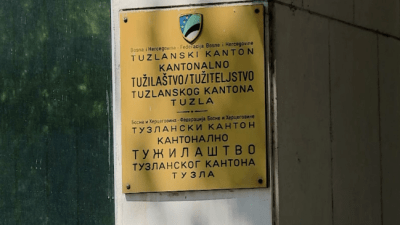 Bosna i Hercegovina - Federacija Bosne i Hercegovine
TUZLANSKI KANTON
KANTONALNO
TUŽILAŠTVO/TUŽITELJSTVO
TUZLANSKOG KANTONA
TUZLA
Босна и Херцеговина - Федерација Босне и Херцеговине
ТУЗЛАНСКИ КАНТОН
КАНТОНАЛНО
ТУЖИЛАШТВО
ТУЗЛАНСКОГ КАНТОНА
ТУЗЛА